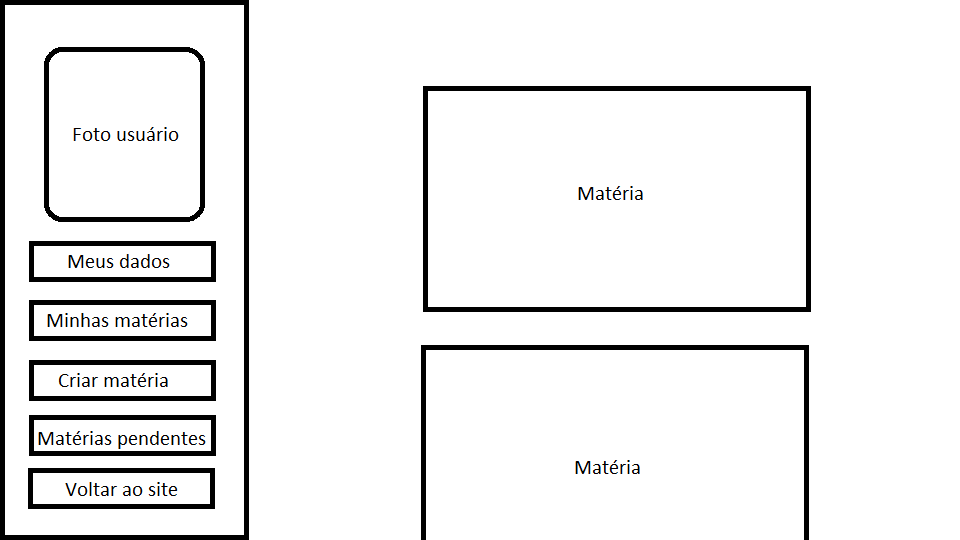 Foto usuário
Meus dados
Minhas matérias
Criar matéria
Matérias pendentes
Voltar ao site
Matéria
Matéria